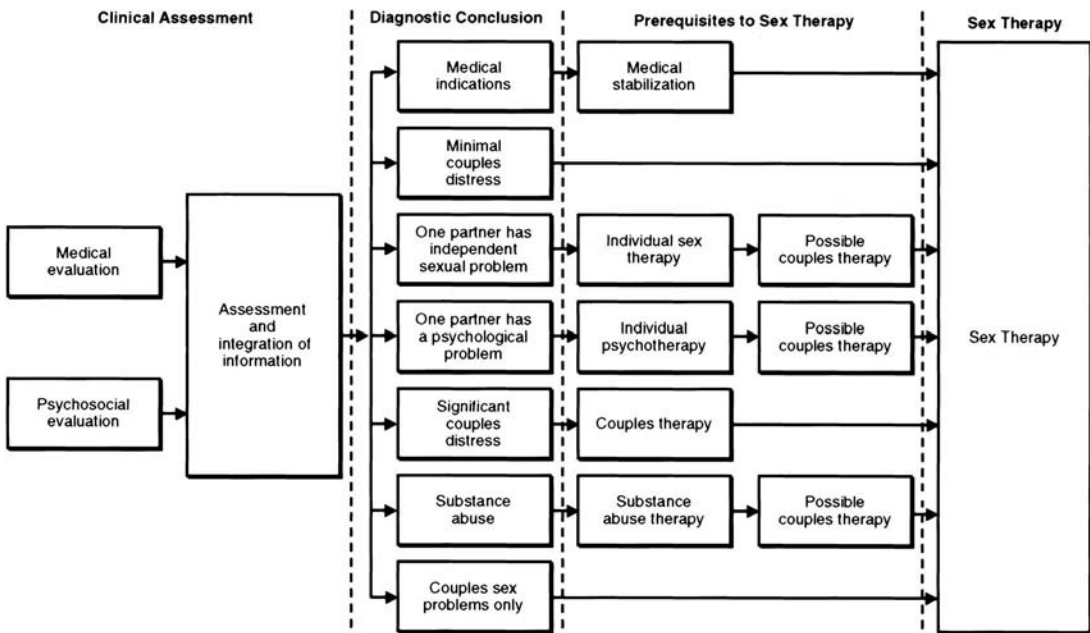 Clinical Assessment
Diagnostic Conclusion
Prerequisites to Sex Therapy
Sex Therapy
Medical
evaluation
Psychosocial
evaluation
Assessment
and
integration of
information
Medical
indications
Medical
stabilization
Minimal
couples
distress
One partner has
independent
sexual problem
Individual sex
therapy
Possible
couples therapy
One partner has
a psychological
problem
Individual
psychotherapy
Possible
couples therapy
Significant
couples
distress
Couples therapy
Substance
abuse
Substance
abuse therapy
Possible
couples therapy
Couples sex
problems only
Sex Therapy